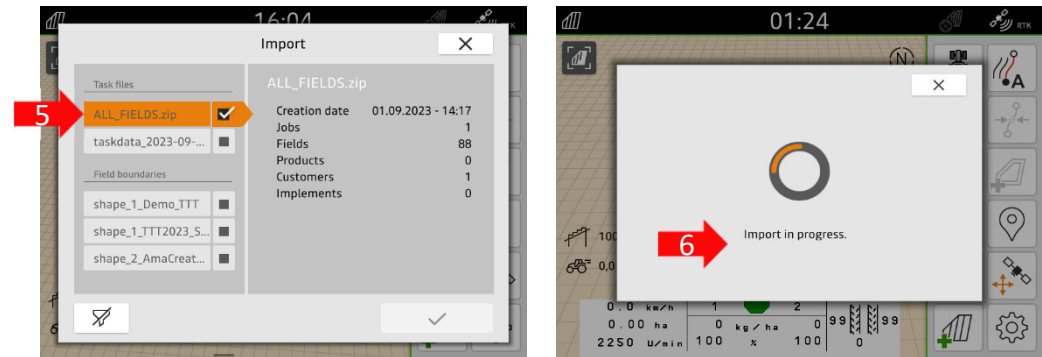 16:04
Import
Task files
ALL_FIELDS.zip
taskdata_2023-09-...
Field boundaries
shape_1_Demo_TTT
shape_1_TTT2023_S...
shape_2_AmaCreat...
ALL_FIELDS.zip
Creation date 01.09.2023 - 14:17
Jobs 1
Fields 88
Products 0
Customers 1
Implements 0
5
01:24
RTK
N
A
Import in progress.
6
100
0,0
0.0 km/h 1 2
0.00 ha 0 kg/ha 0 99 99
2250 U/min 100 % 100 0